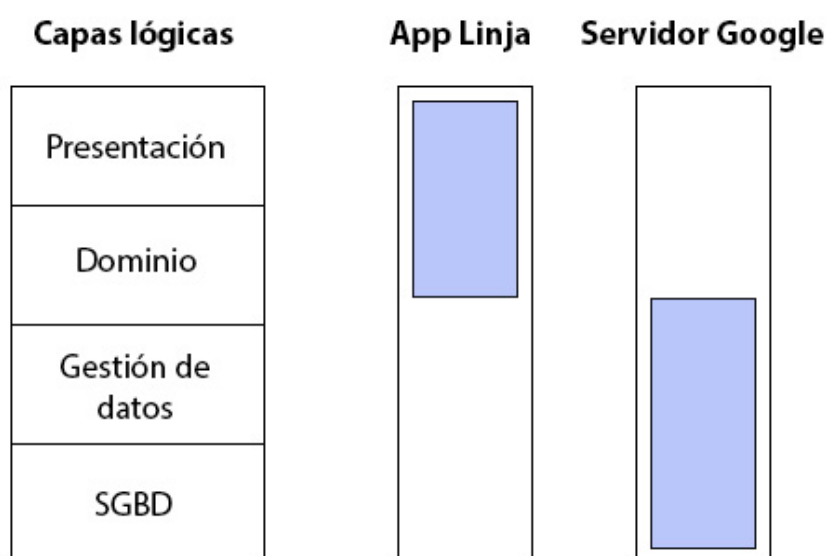 Capas lógicas
App Linja
Servidor Google
Presentación
Dominio
Gestión de
datos
SGBD